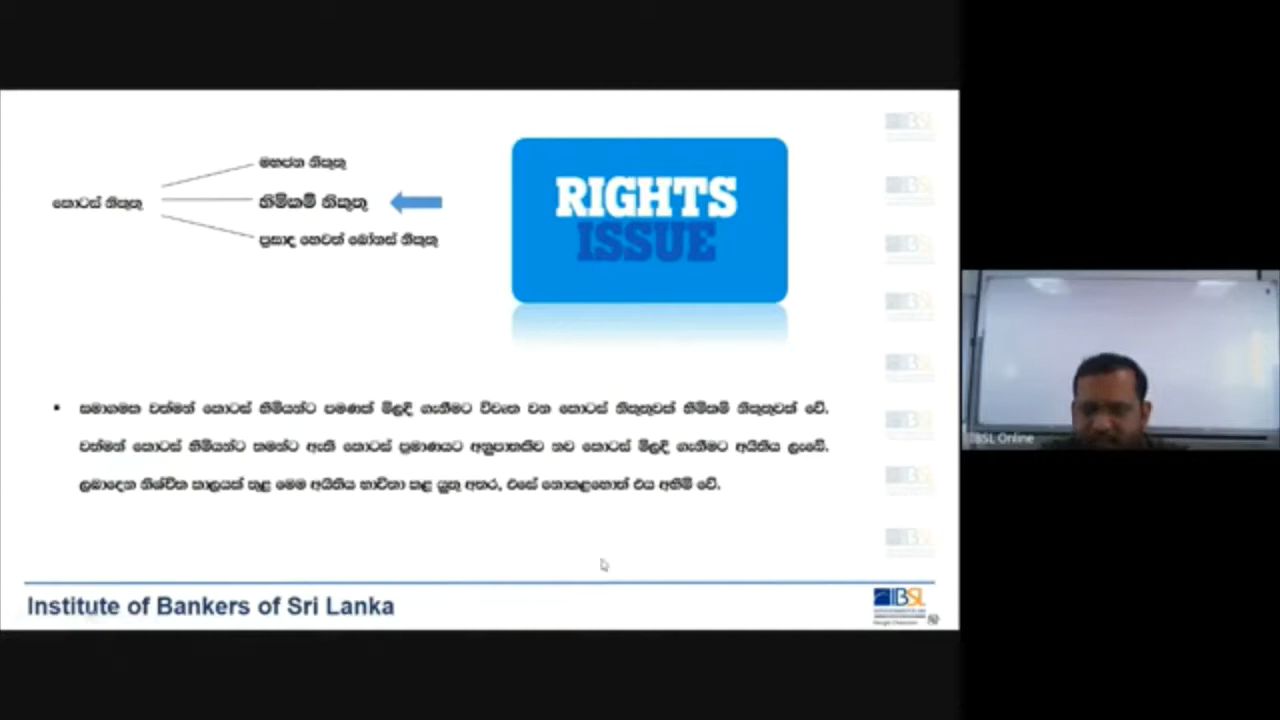 මහජන නිකුතු
කොටස් නිකුතු
හිමිකම් නිකුතු
ප්‍රසාද හෙවත් බෝනස් නිකුතු
RIGHTS
ISSUE
• සමාගමක වත්මන් කොටස් හිමියන්ට පමණක් මිලදී ගැනීමට විවෘත වන කොටස් නිකුතුවක් හිමිකම් නිකුතුවක් වේ.
වත්මන් කොටස් හිමියන්ට තමන්ට ඇති කොටස් ප්‍රමාණයට අනුපාතිකව නව කොටස් මිලදී ගැනීමට අයිතිය ලැබේ.
ලබාදෙන නිශ්චිත කාලයක් තුළ මෙම අයිතිය භාවිතා කළ යුතු අතර, එසේ නොකළහොත් එය අහිමි වේ.
IBSL Online
Institute of Bankers of Sri Lanka
IBSL